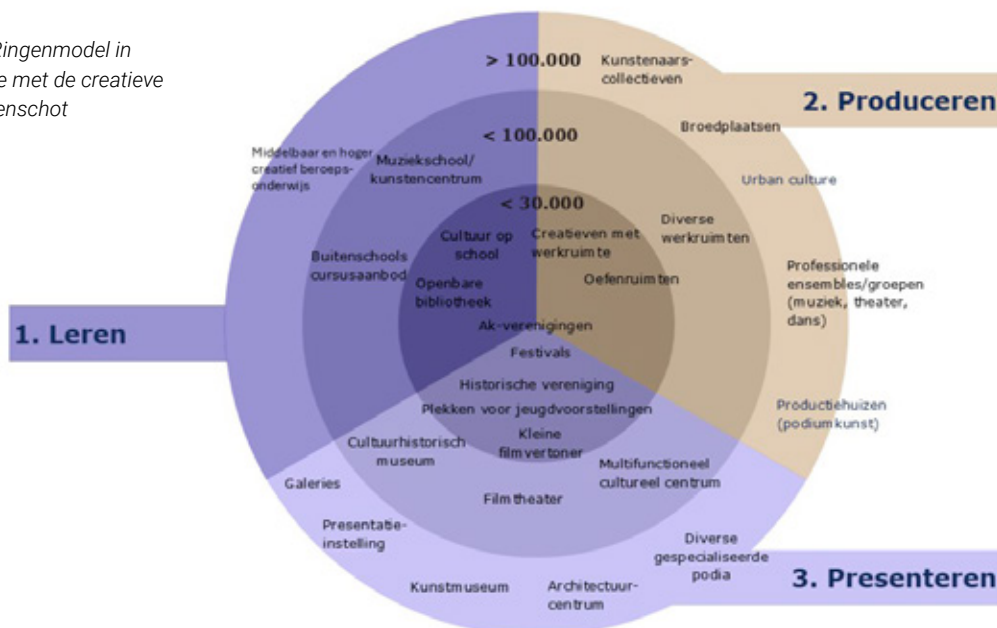 Ringenmodel in
e met de creatieve
enschot
> 100.000
< 100.000
< 30.000
1. Leren
Middelbaar en hoger
creatief beroeps-
onderwijs
Muziekschool/
kunstencentrum
Buitenschools
cursusaanbod
Cultuur op
school
Openbare
bibliotheek
Ak-verenigingen
2. Produceren
Kunstenaars-
collectieven
Broedplaatsen
Urban culture
Diverse
werkruimten
Creatieven met
werkruimte
Oefenruimten
Professionele
ensembles/groepen
(muziek, theater,
dans)
Productiehuizen
(podiumkunst)
3. Presenteren
Festivals
Historische vereniging
Plekken voor jeugdvoorstellingen
Kleine
filmvertoner
Cultuurhistorisch
museum
Multifunctioneel
cultureel centrum
Filmtheater
Galeries
Presentatie-
instelling
Kunstmuseum
Architectuur-
centrum
Diverse
gespecialiseerde
podia